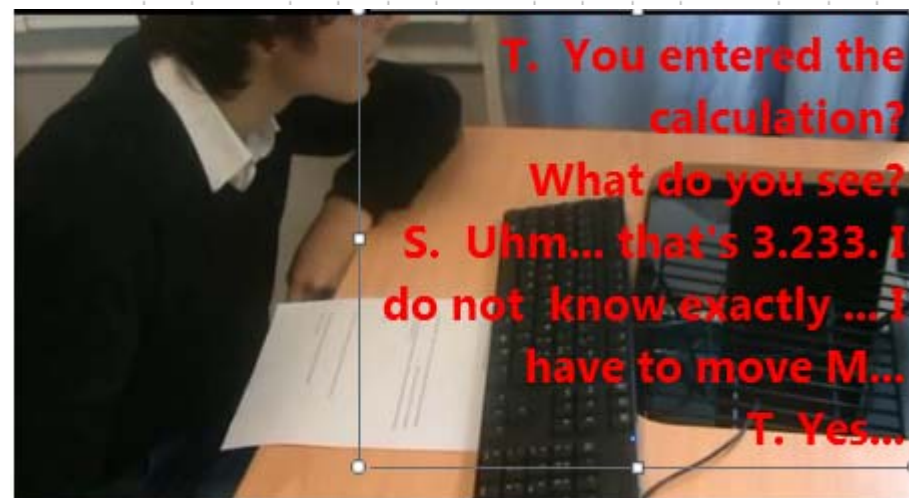 T. You entered the
calculation?
What do you see?
S. Uhm... that's 3.233. I
do not know exactly ... I
have to move M...
T. Yes...